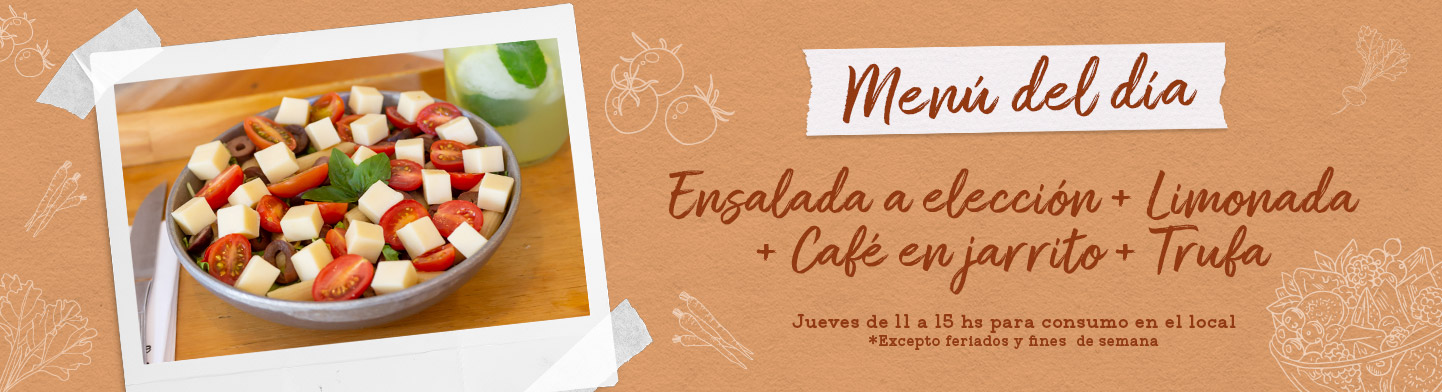 Menú del día
Ensalada a elección + Limonada
+ Café en jarrito + Trufa
Jueves de 11 a 15 hs para consumo en el local
*Excepto feriados y fines de semana